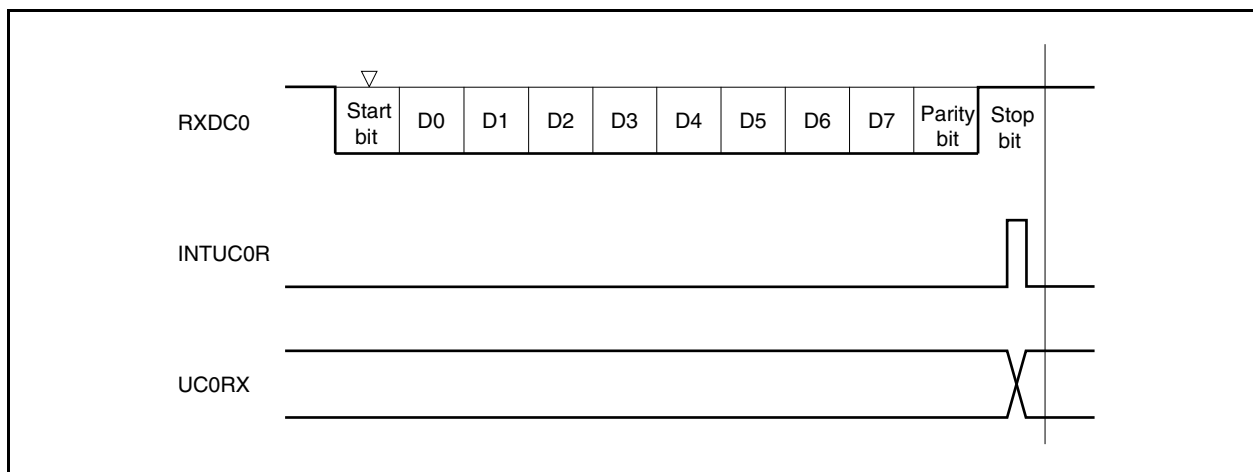 RXDC0
Start bit
D0
D1
D2
D3
D4
D5
D6
D7
Parity bit
Stop bit
INTUC0R
UC0RX